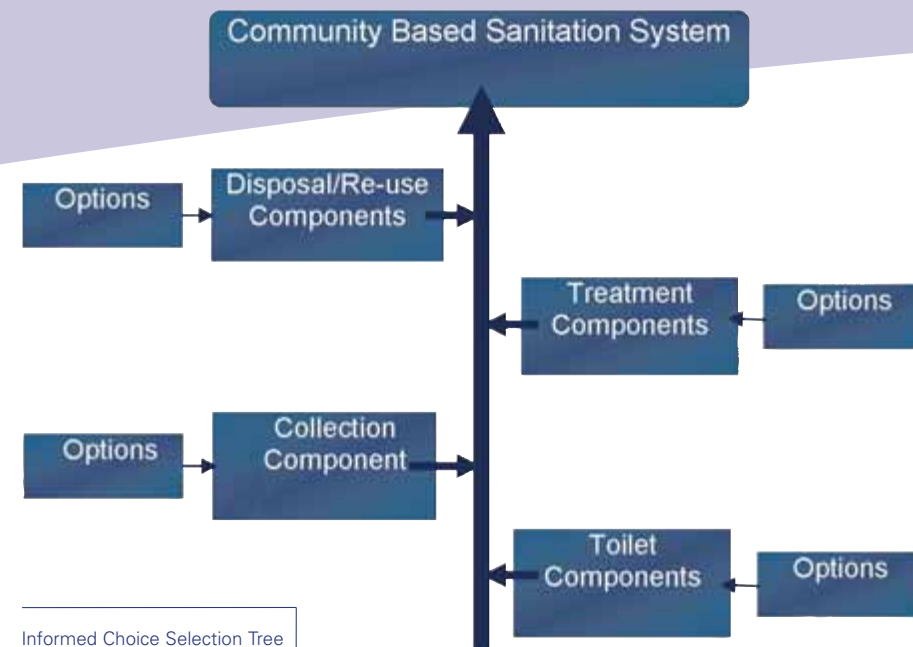 Community Based Sanitation System
Options
Disposal/Re-use
Components
Treatment
Components
Options
Options
Collection
Component
Toilet
Components
Options
Informed Choice Selection Tree